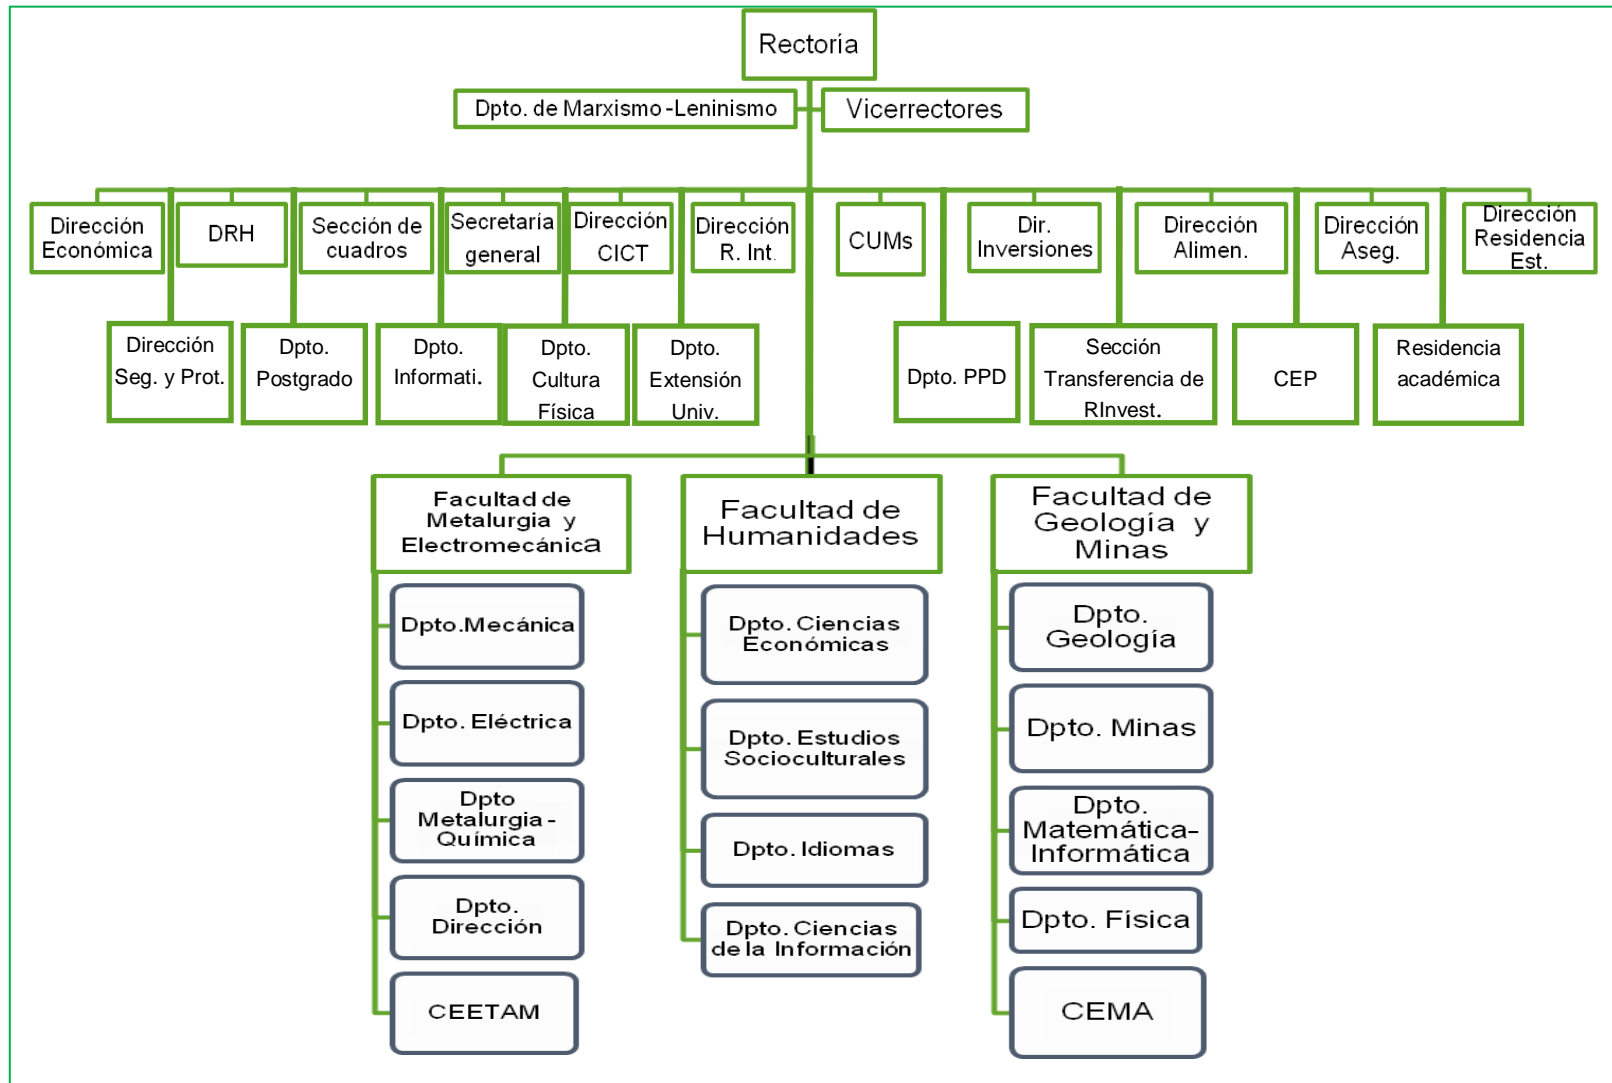 Rectoría
Dpto. de Marxismo -Leninismo
Vicerrectores
Dirección
Económica
DRH
Sección de
cuadros
Secretaría
general
Dirección
CICT
Dirección
R. Int.
CUMs
Dir.
Inversiones
Dirección
Alimen.
Dirección
Aseg.
Dirección
Residencia
Est.
Dirección
Seg. y Prot.
Dpto.
Postgrado
Dpto.
Informati.
Dpto.
Cultura
Física
Dpto.
Extensión
Univ.
Dpto. PPD
Sección
Transferencia de
RInvest.
CEP
Residencia
académica
Facultad de
Metalurgia y
Electromecánica
Dpto.Mecánica
Dpto. Eléctrica
Dpto
Metalurgia -
Química
Dpto.
Dirección
CEETAM
Facultad de
Humanidades
Dpto. Ciencias
Económicas
Dpto. Estudios
Socioculturales
Dpto. Idiomas
Dpto. Ciencias
de la Información
Facultad de
Geología y
Minas
Dpto.
Geología
Dpto. Minas
Dpto.
Matemática-
Informática
Dpto. Física
CEMA